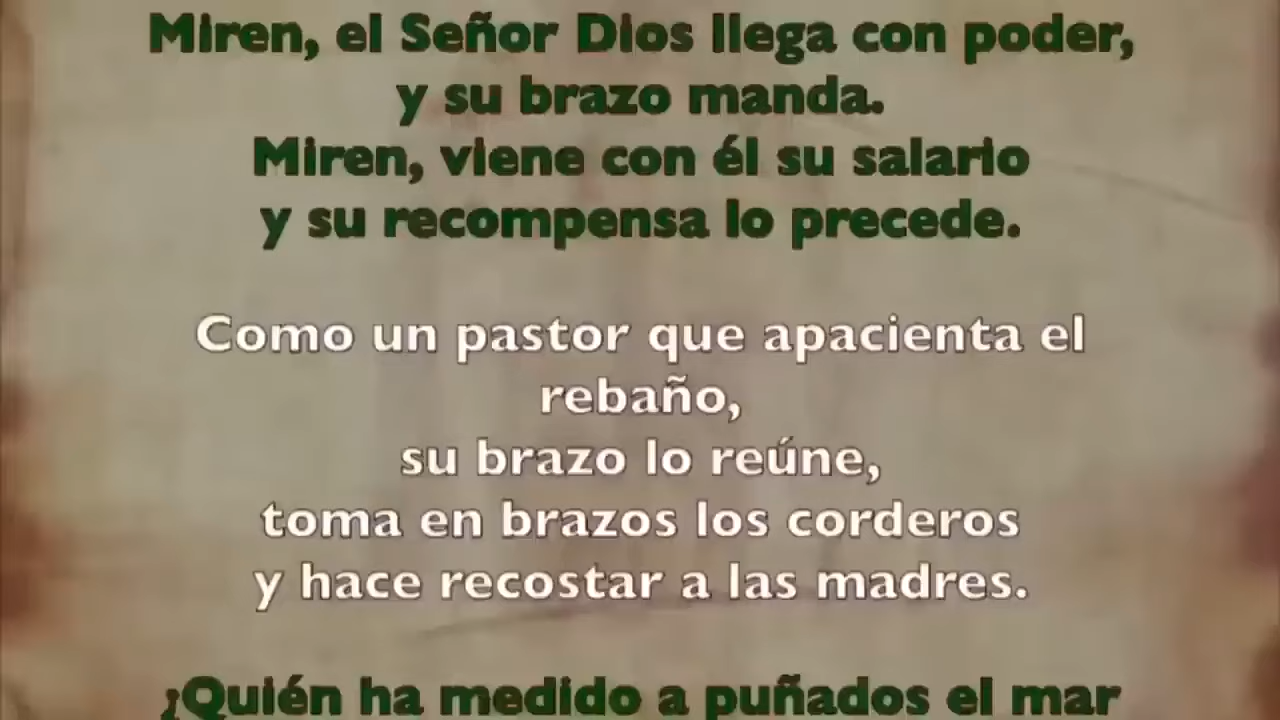 Miren, el Señor Dios llega con poder,
y su brazo manda.
Miren, viene con él su salario
y su recompensa lo precede.
Como un pastor que apacienta el
rebaño,
su brazo lo reúne,
toma en brazos los corderos
y hace recostar a las madres.
¿Quién ha medido a puñados el mar